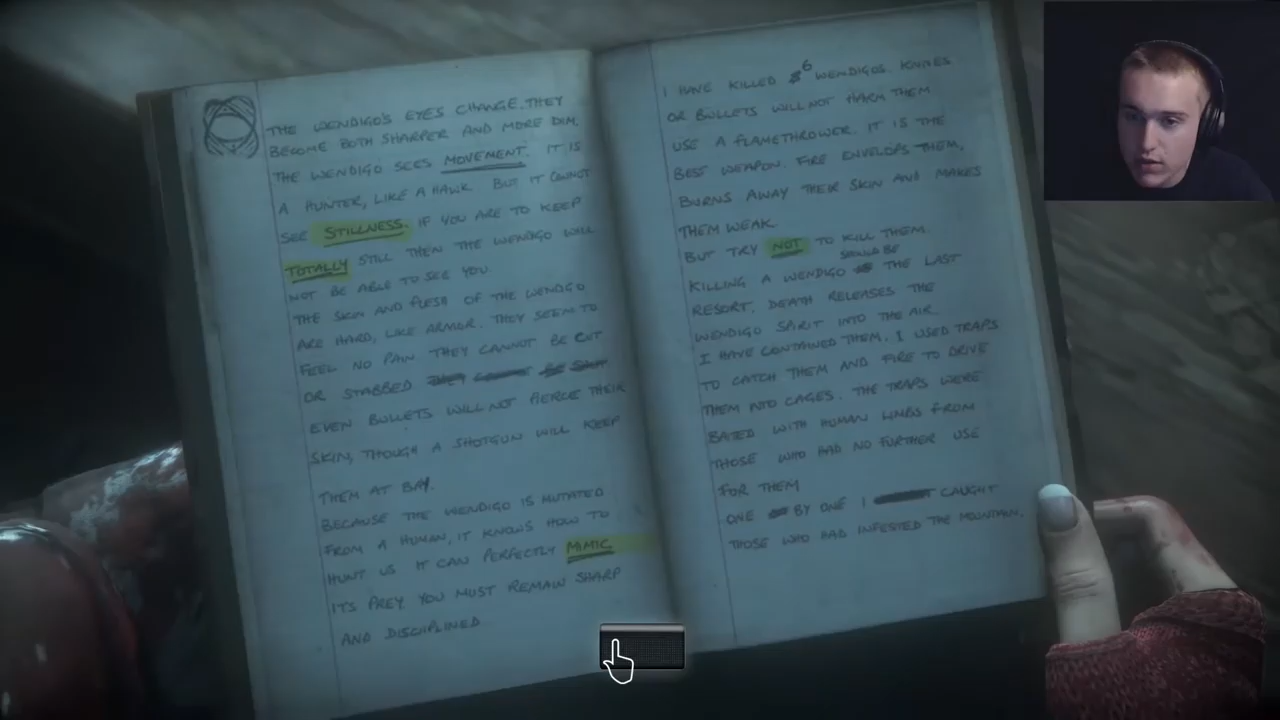 THE WENDIGO'S EYES CHANGE. THEY
BECOME BOTH SHARPER AND MORE DIM.
THE WENDIGO SEES MOVEMENT. IT IS
A HUNTER, LIKE A HAWK. BUT IT CANNOT
SEE STILLNESS. IF YOU ARE TO KEEP
TOTALLY STILL THEN THE WENDIGO WILL
NOT BE ABLE TO SEE YOU
THE SKIN AND FLESH OF THE WENDIGO
ARE HARD, LIKE ARMOR. THEY SEEM TO
FEEL NO PAIN. THEY CANNOT BE CUT
OR STABBED
EVEN BULLETS WILL NOT PIERCE THEIR
SKIN, THOUGH A SHOTGUN WILL KEEP
THEM AT BAY.
BECAUSE THE WENDIGO IS MUTATED
FROM A HUMAN, IT KNOWS HOW TO
HUNT US IT CAN PERFECTLY MIMIC
ITS PREY. YOU MUST REMAIN SHARP
AND DISCIPLINED
I HAVE KILLED 6 WENDIGOS. KNIVES
OR BULLETS WILL NOT HARM THEM
USE A FLAMETHROWER. IT IS THE
BEST WEAPON. FIRE ENVELOPS THEM,
BURNS AWAY THEIR SKIN AND MAKES
THEM WEAK.
BUT TRY NOT TO KILL THEM.
KILLING A WENDIGO SHOULD BE THE LAST
RESORT. DEATH RELEASES THE
WENDIGO SPIRIT INTO THE AIR.
I HAVE CONTAINED THEM. I USED TRAPS
TO CATCH THEM AND FIRE TO DRIVE
THEM INTO CAGES. THE TRAPS WERE
BATED WITH HUMAN LIMBS FROM
THOSE WHO HAD NO FURTHER USE
FOR THEM
ONE BY ONE I CAUGHT
THOSE WHO HAD INFESTED THE MOUNTAIN.